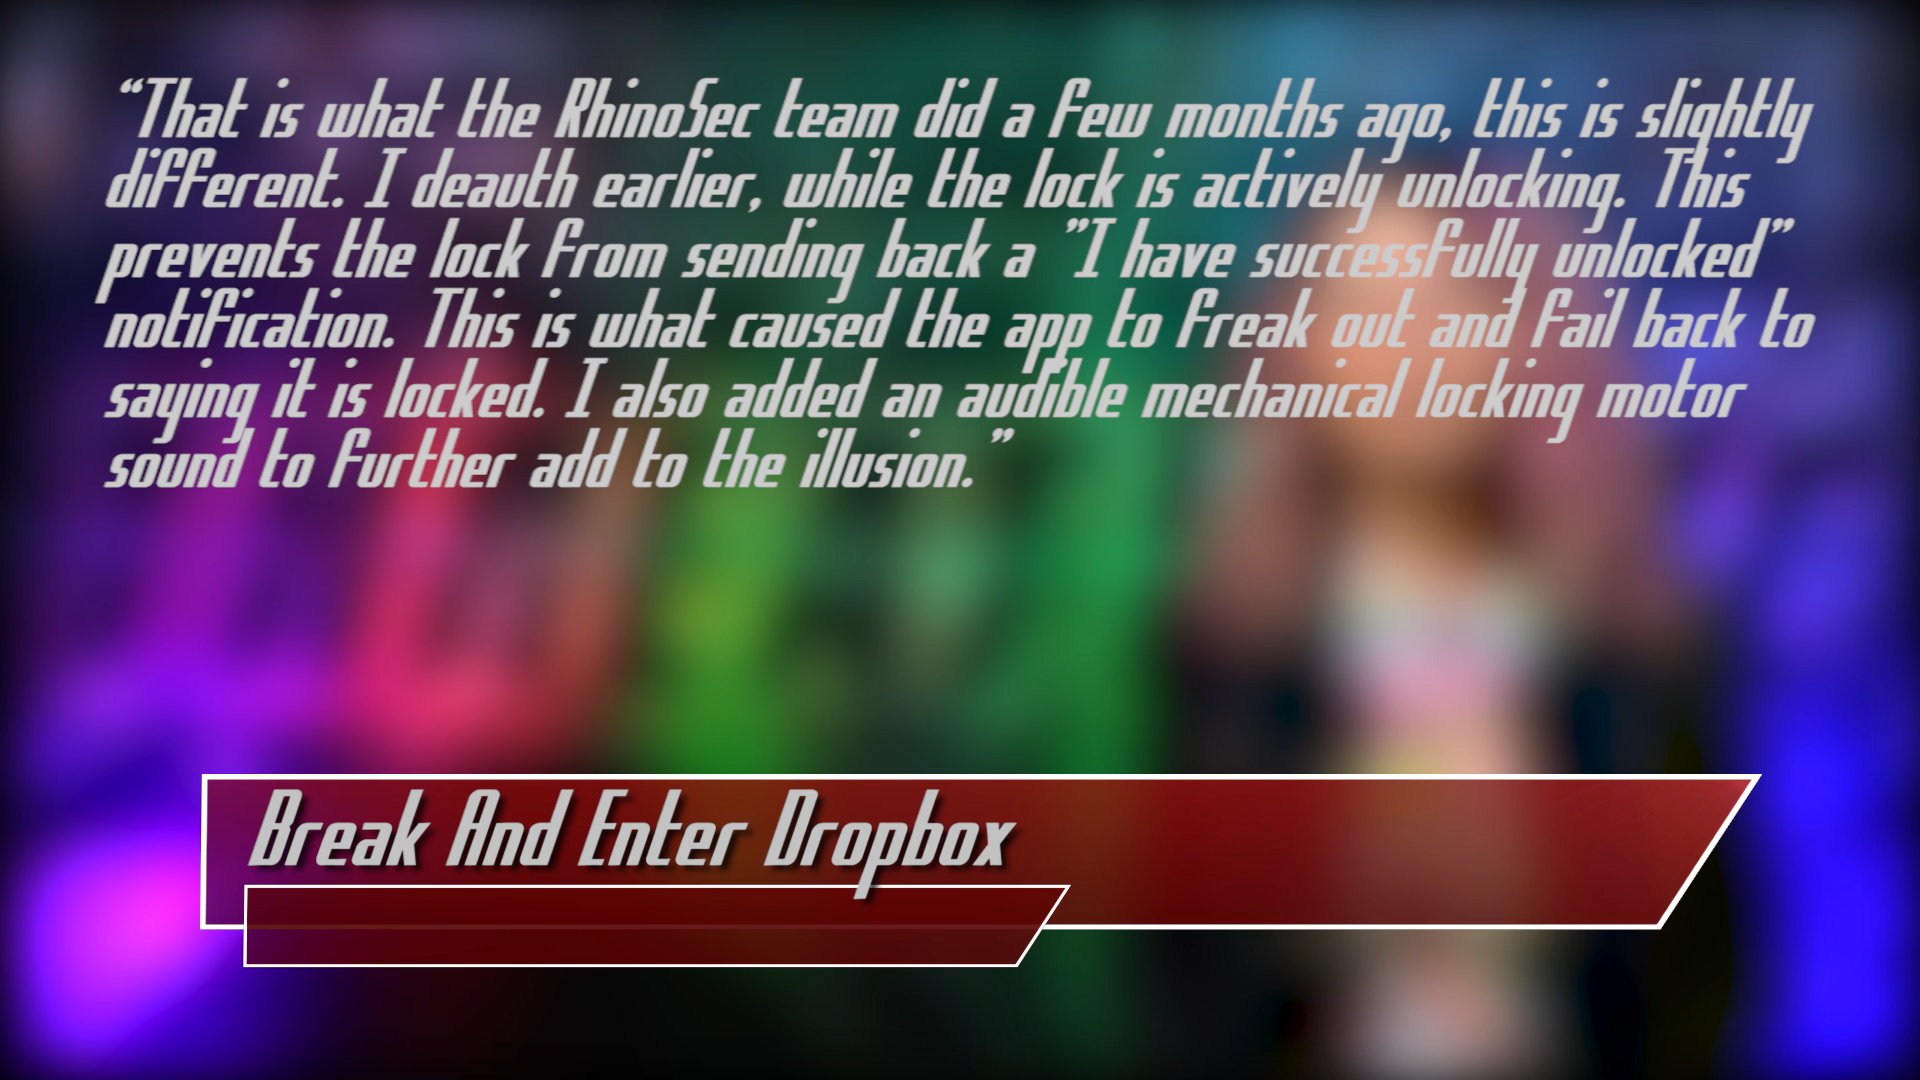 “That is what the RhinoSec team did a few months ago, this is slightly
different. I deauth earlier, while the lock is actively unlocking. This
prevents the lock from sending back a ”I have successfully unlocked”
notification. This is what caused the app to freak out and fail back to
saying it is locked. I also added an audible mechanical locking motor
sound to further add to the illusion.”
Break And Enter Dropbox